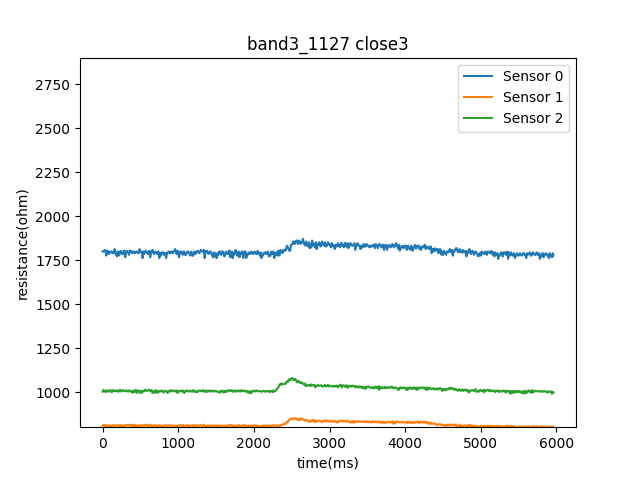 band3_1127 close3
Sensor 0
Sensor 1
Sensor 2
2750
2500
2250
2000
1750
1500
1250
1000
resistance(ohm)
0 1000 2000 3000 4000 5000 6000
time(ms)